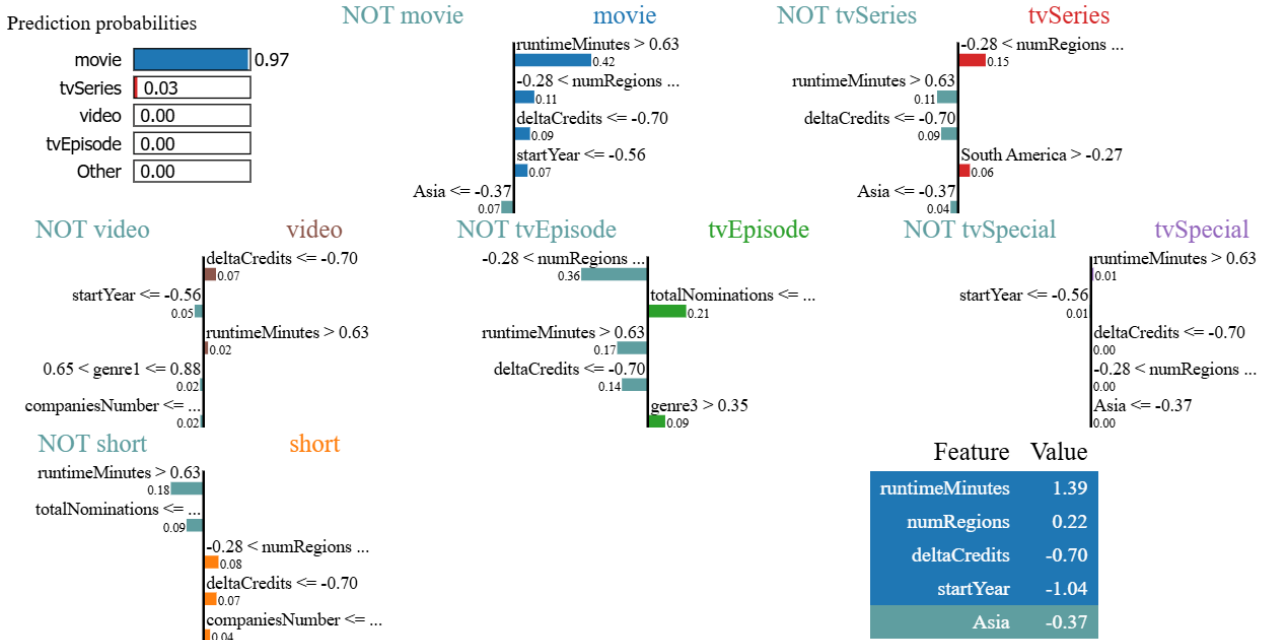 Prediction probabilities
movie 0.97
tvSeries 0.03
video 0.00
tvEpisode 0.00
Other 0.00
NOT movie movie
runtimeMinutes > 0.63
0.42
-0.28 < numRegions ...
0.11
deltaCredits <= -0.70
0.09
startYear <= -0.56
0.07
Asia <= -0.37
0.07
NOT tvSeries tvSeries
-0.28 < numRegions ...
0.15
runtimeMinutes > 0.63
0.11
deltaCredits <= -0.70
0.09
South America > -0.27
0.06
Asia <= -0.37
0.04
NOT video video
deltaCredits <= -0.70
0.07
startYear <= -0.56
0.05
runtimeMinutes > 0.63
0.02
0.65 < genre1 <= 0.88
0.02
companiesNumber <= ...
0.02
NOT tvEpisode tvEpisode
-0.28 < numRegions ...
0.36
totalNominations <= ...
0.21
runtimeMinutes > 0.63
0.17
deltaCredits <= -0.70
0.14
genre3 > 0.35
0.09
NOT tvSpecial tvSpecial
runtimeMinutes > 0.63
0.01
startYear <= -0.56
0.01
deltaCredits <= -0.70
0.00
-0.28 < numRegions ...
0.00
Asia <= -0.37
0.00
NOT short short
runtimeMinutes > 0.63
0.18
totalNominations <= ...
0.09
-0.28 < numRegions ...
0.08
deltaCredits <= -0.70
0.07
companiesNumber <= ...
0.04
Feature Value
runtimeMinutes 1.39
numRegions 0.22
deltaCredits -0.70
startYear -1.04
Asia -0.37